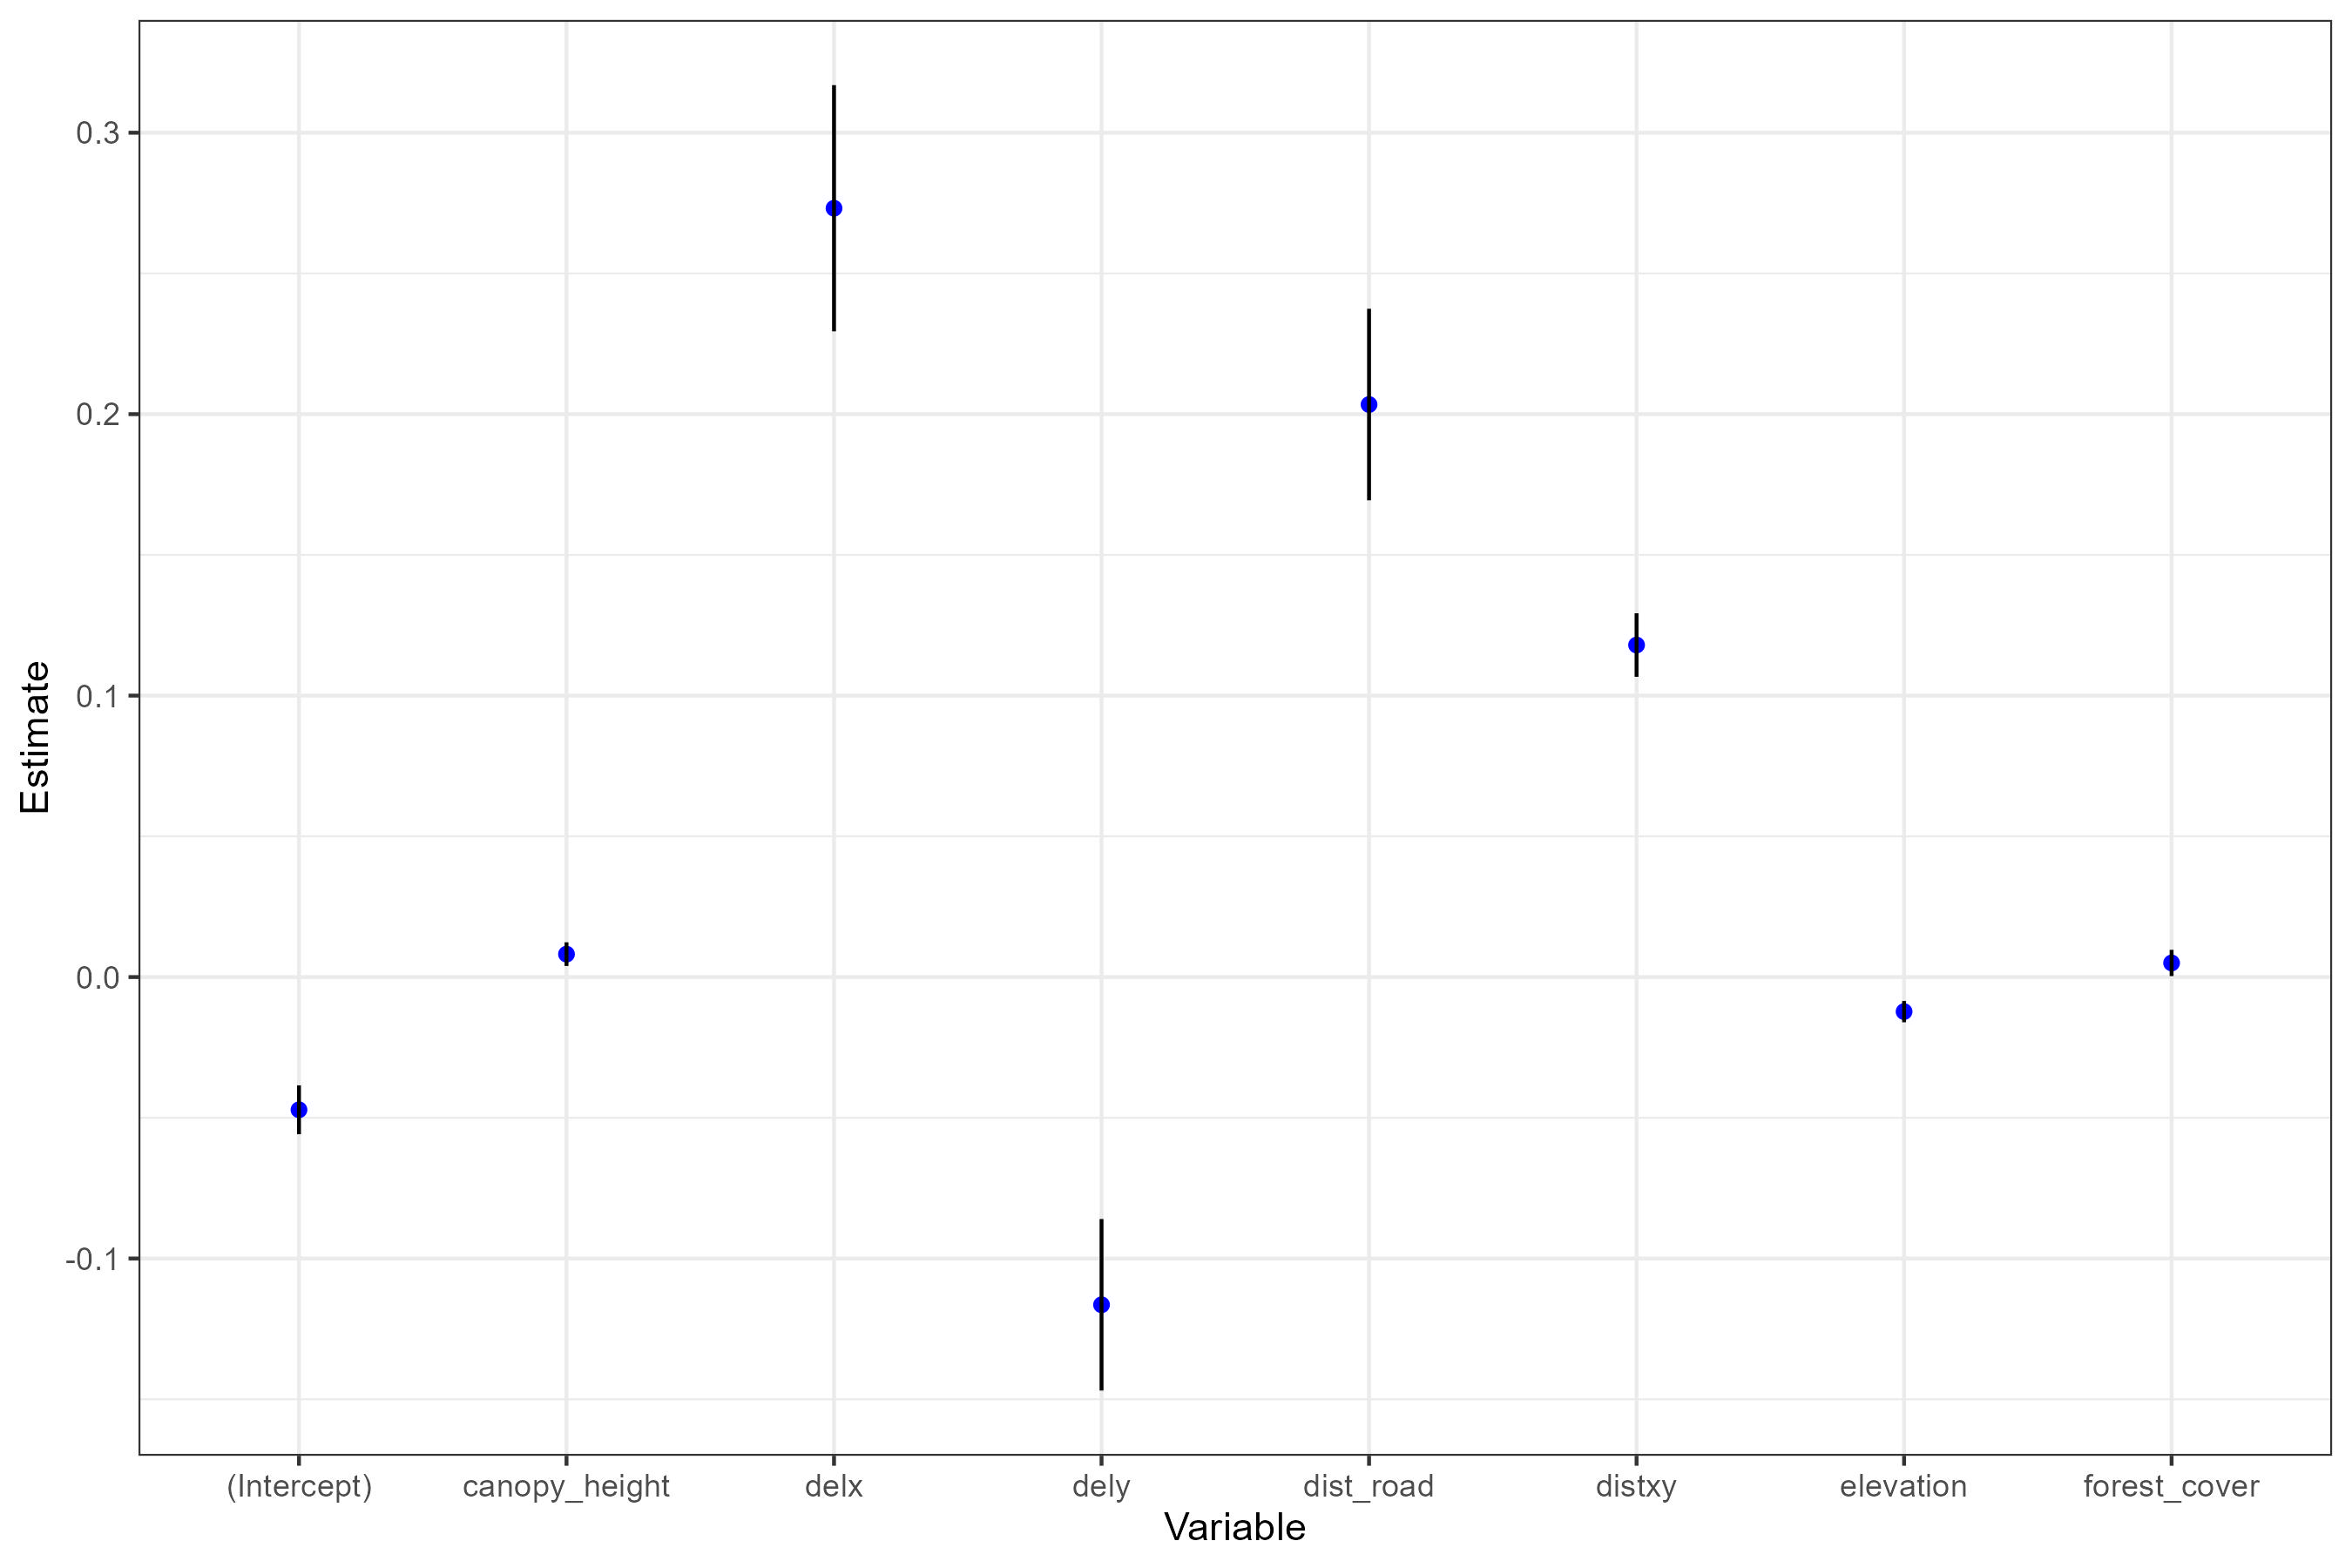 Estimate
0.3
0.2
0.1
0.0
-0.1
(Intercept) canopy_height delx dely dist_road distxy elevation forest_cover
Variable